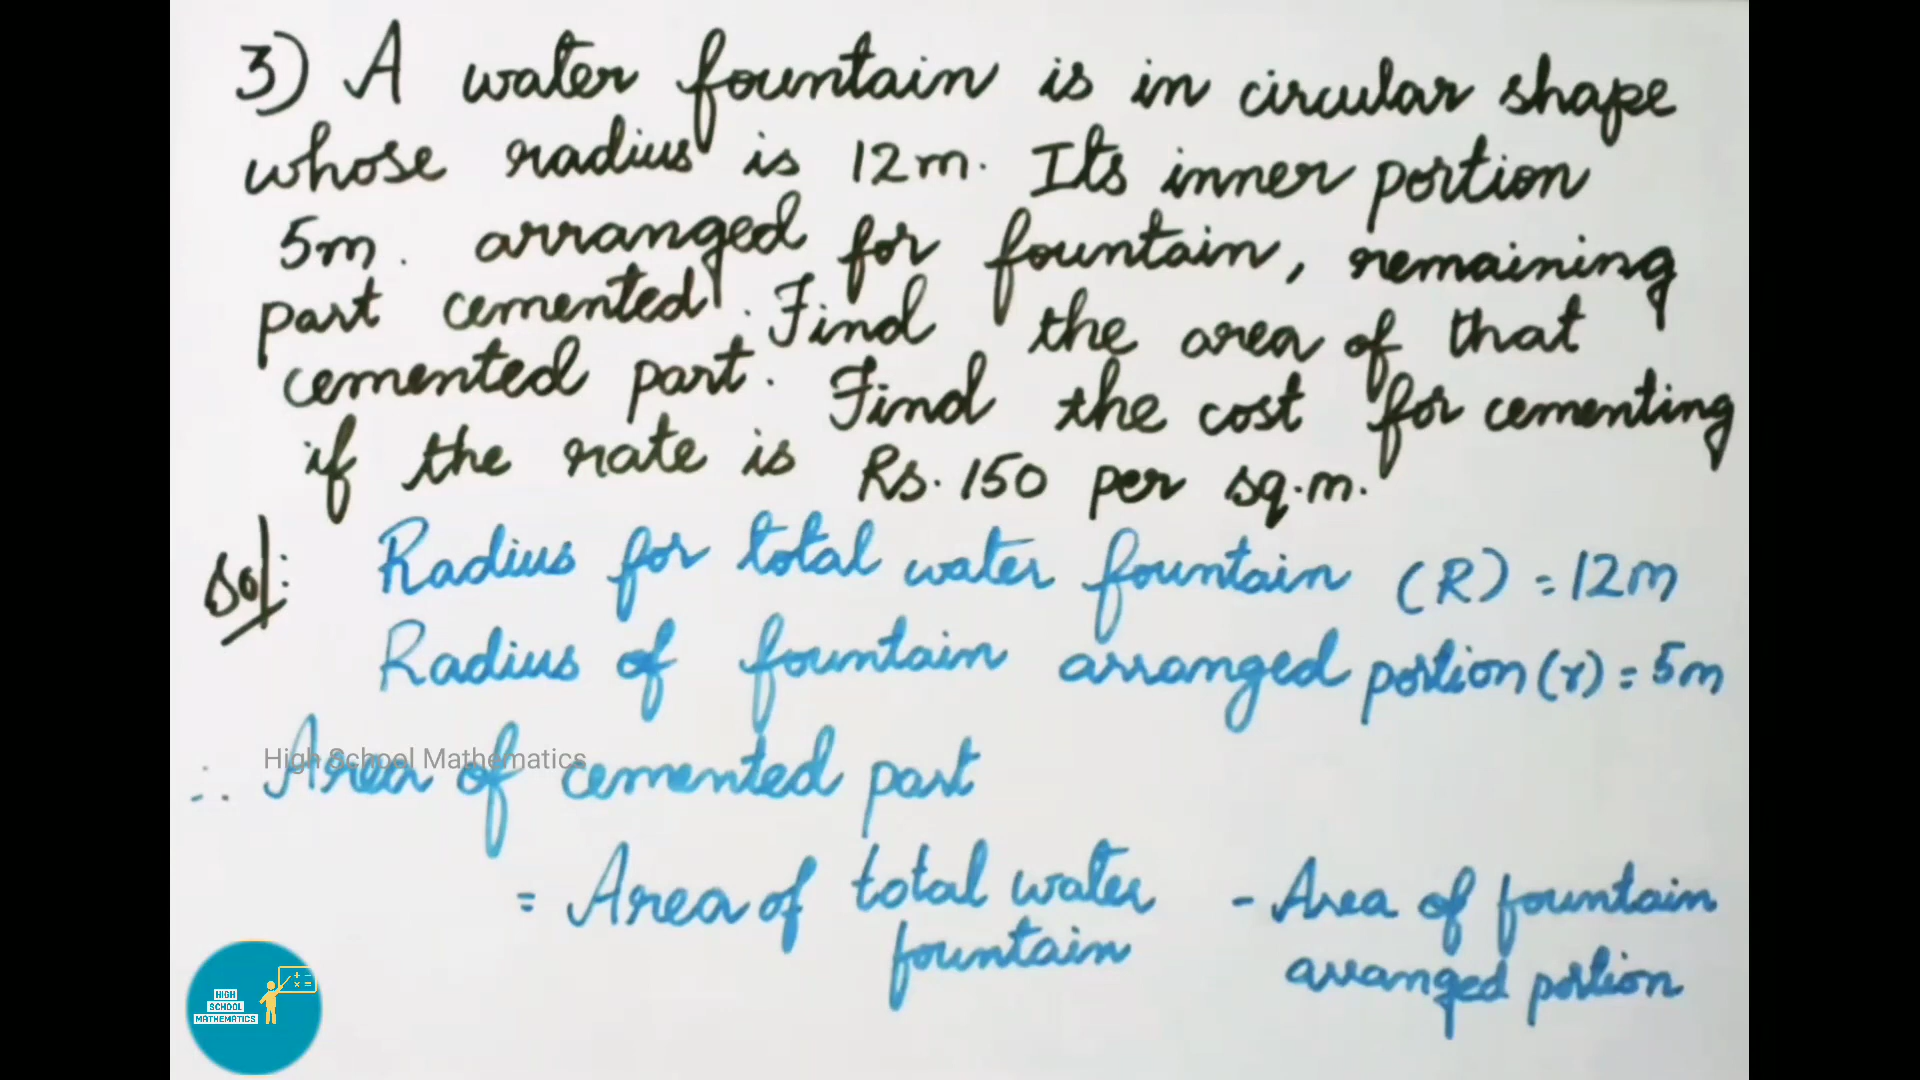 3) A water fountain is in circular shape
whose radius is 12m. Its inner portion
5m. arranged for fountain, remaining
part cemented. Find the area of that
cemented part. Find the cost for cementing
if the rate is Rs. 150 per sq.m.
Sol: Radius for total water fountain (R) = 12m
Radius of fountain arranged portion (r) = 5m
∴ Area of cemented part
High School Mathematics
= Area of total water fountain - Area of fountain arranged portion
HIGH
SCHOOL
MATHEMATICS
+ -
× =